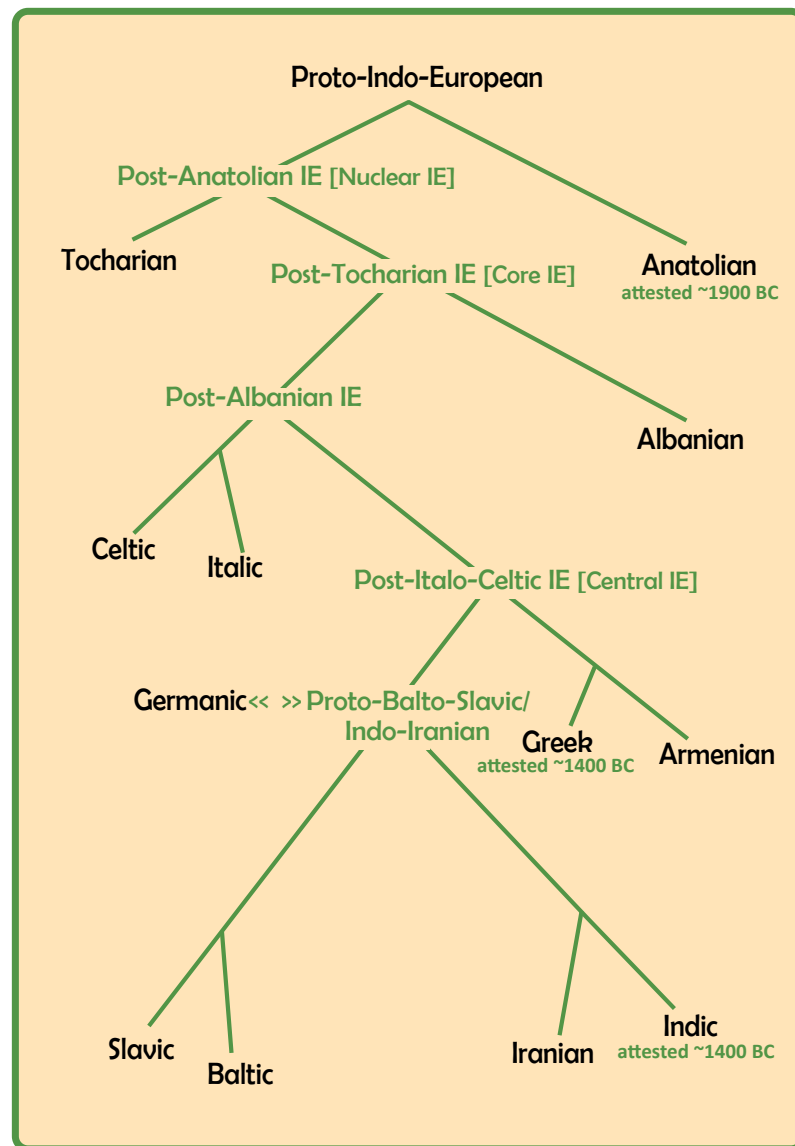 Proto-Indo-European
Post-Anatolian IE [Nuclear IE]
Tocharian
Post-Tocharian IE [Core IE]
Anatolian
attested ~1900 BC
Post-Albanian IE
Albanian
Celtic
Italic
Post-Italo-Celtic IE [Central IE]
Germanic<< >> Proto-Balto-Slavic/
Indo-Iranian
Greek
attested ~1400 BC
Armenian
Slavic
Baltic
Iranian
Indic
attested ~1400 BC